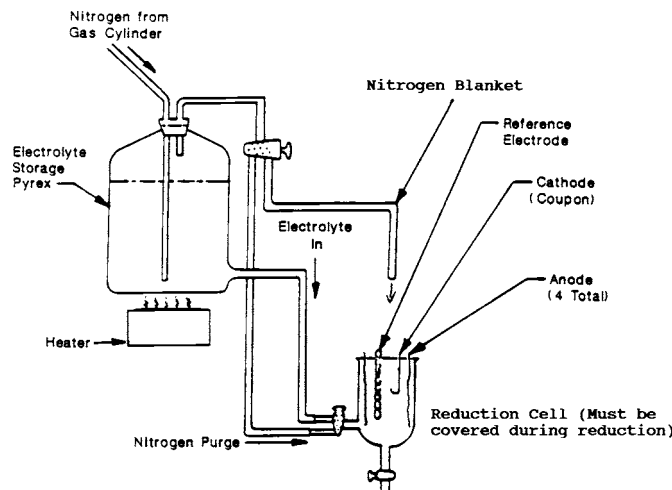 Nitrogen from
Gas Cylinder
Nitrogen Blanket
Reference
Electrode
Electrolyte
Storage
Pyrex
Cathode
(Coupon)
Electrolyte
In
Anode
(4 Total)
Heater
Reduction Cell (Must be
covered during reduction)
Nitrogen Purge